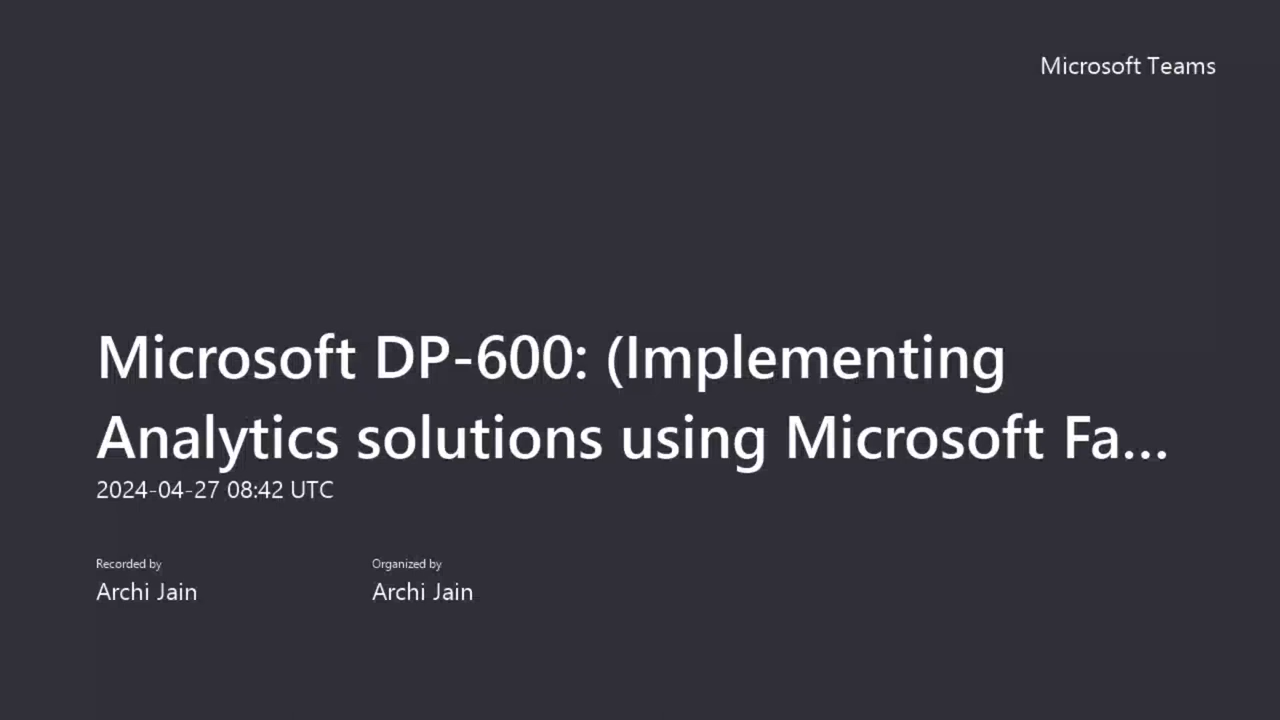 Microsoft Teams
Microsoft DP-600: (Implementing
Analytics solutions using Microsoft Fa...
2024-04-27 08:42 UTC
Recorded by
Organized by
Archi Jain
Archi Jain